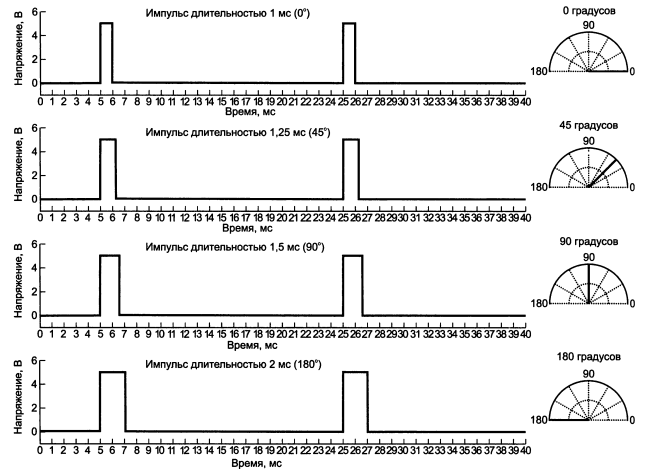 Импульс длительностью 1 мс (0°)
Напряжение, В
6
4
2
0
0 1 2 3 4 5 6 7 8 9 10 11 12 13 14 15 16 17 18 19 20 21 22 23 24 25 26 27 28 29 30 31 32 33 34 35 36 37 38 39 40
Время, мс
0 градусов
90
180 0
Импульс длительностью 1,25 мс (45°)
Напряжение, В
6
4
2
0
0 1 2 3 4 5 6 7 8 9 10 11 12 13 14 15 16 17 18 19 20 21 22 23 24 25 26 27 28 29 30 31 32 33 34 35 36 37 38 39 40
Время, мс
45 градусов
90
180 0
Импульс длительностью 1,5 мс (90°)
Напряжение, В
6
4
2
0
0 1 2 3 4 5 6 7 8 9 10 11 12 13 14 15 16 17 18 19 20 21 22 23 24 25 26 27 28 29 30 31 32 33 34 35 36 37 38 39 40
Время, мс
90 градусов
90
180 0
Импульс длительностью 2 мс (180°)
Напряжение, В
6
4
2
0
0 1 2 3 4 5 6 7 8 9 10 11 12 13 14 15 16 17 18 19 20 21 22 23 24 25 26 27 28 29 30 31 32 33 34 35 36 37 38 39 40
Время, мс
180 градусов
90
180 0